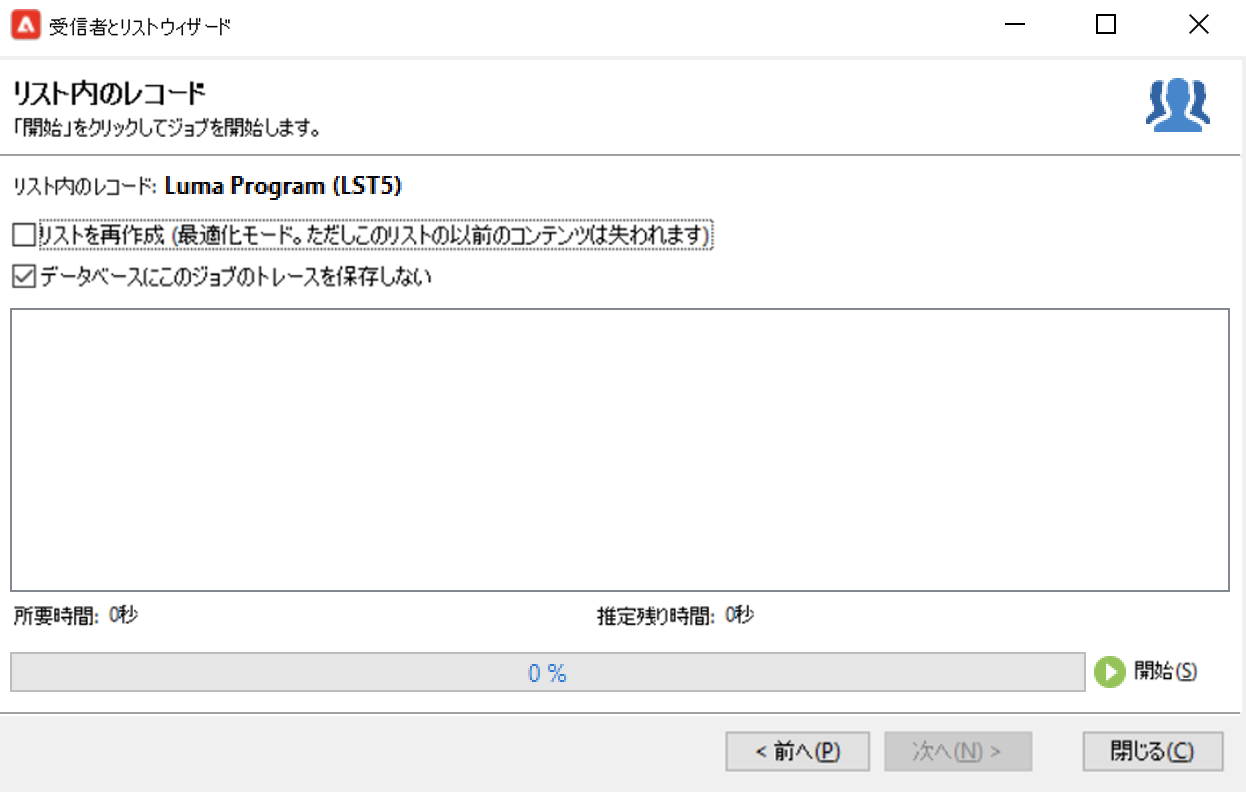 受信者とリストウィザード
リスト内のレコード
「開始」をクリックしてジョブを開始します。
リスト内のレコード: Luma Program (LST5)
リストを再作成 (最適化モード。ただしこのリストの以前のコンテンツは失われます)
データベースにこのジョブのトレースを保存しない
所要時間: 0秒 推定残り時間: 0秒
0 % 開始(S)
< 前へ(P) 次へ(N) > 閉じる(C)